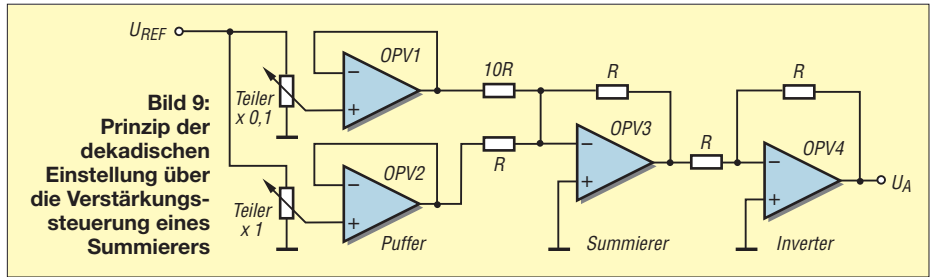 U_REF
Teiler
x 0,1
OPV1
10R
R
R
Bild 9:
Prinzip der
dekadischen
Einstellung über
die Verstärkungs-
steuerung eines
Summierers
Teiler
x 1
OPV2
R
OPV3
R
OPV4
U_A
Puffer
Summierer
Inverter